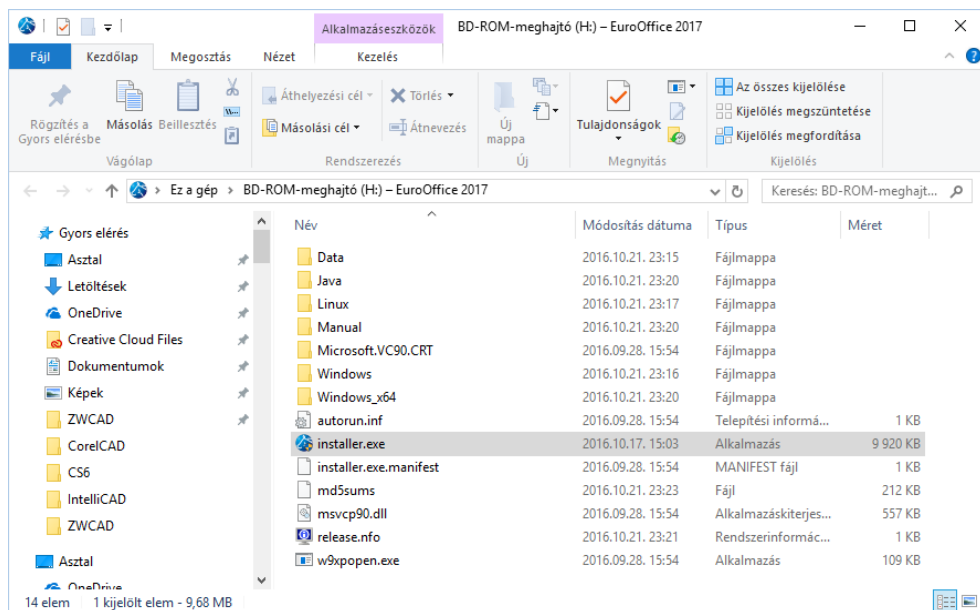 Alkalmazáseszközök BD-ROM-meghajtó (H:) – EuroOffice 2017
Fájl Kezdőlap Megosztás Nézet Kezelés
Rögzítés a Gyors elérésbe
Másolás
Beillesztés
Vágólap
Áthelyezési cél
Másolási cél
Törlés
Átnevezés
Rendszerezés
Új mappa
Új
Tulajdonságok
Megnyitás
Az összes kijelölése
Kijelölés megszüntetése
Kijelölés megfordítása
Kijelölés
Ez a gép > BD-ROM-meghajtó (H:) – EuroOffice 2017
Keresés: BD-ROM-meghajt...
Gyors elérés
Asztal
Letöltések
OneDrive
Creative Cloud Files
Dokumentumok
Képek
ZWCAD
CorelCAD
CS6
IntelliCAD
ZWCAD
Asztal
OneDrive
Név Módosítás dátuma Típus Méret
Data 2016.10.21. 23:15 Fájlmappa
Java 2016.10.21. 23:20 Fájlmappa
Linux 2016.10.21. 23:17 Fájlmappa
Manual 2016.10.21. 23:20 Fájlmappa
Microsoft.VC90.CRT 2016.09.28. 15:54 Fájlmappa
Windows 2016.10.21. 23:16 Fájlmappa
Windows_x64 2016.10.21. 23:20 Fájlmappa
autorun.inf 2016.09.28. 15:54 Telepítési informá... 1 KB
installer.exe 2016.10.17. 15:03 Alkalmazás 9 920 KB
installer.exe.manifest 2016.09.28. 15:54 MANIFEST fájl 1 KB
md5sums 2016.10.21. 23:23 Fájl 212 KB
msvcp90.dll 2016.09.28. 15:54 Alkalmazáskiterjes... 557 KB
release.nfo 2016.10.21. 23:21 Rendszerinformác... 1 KB
w9xpopen.exe 2016.09.28. 15:54 Alkalmazás 109 KB
14 elem 1 kijelölt elem - 9,68 MB